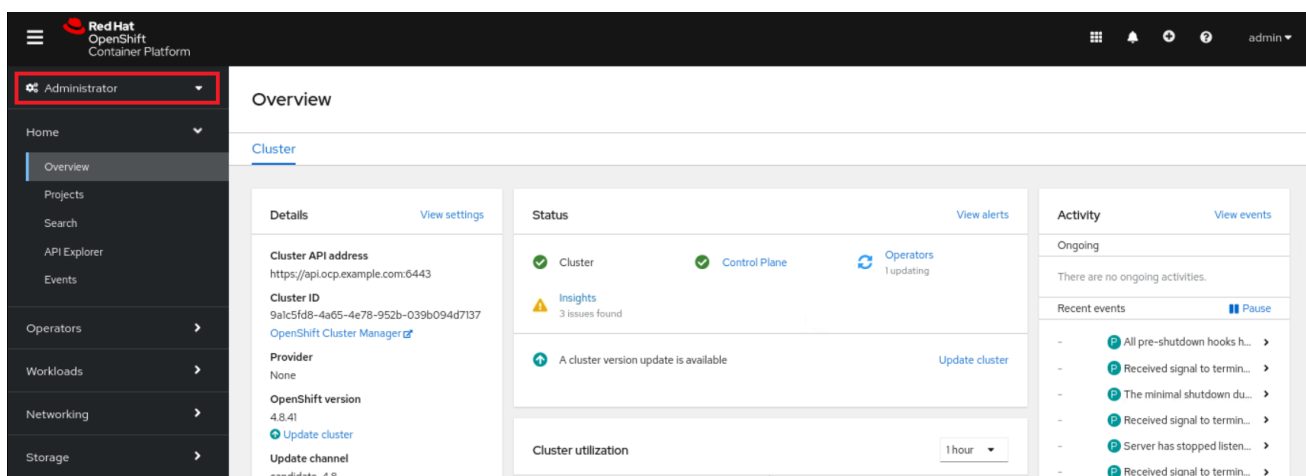 Red Hat
OpenShift
Container Platform
admin
Administrator
Home
Overview
Projects
Search
API Explorer
Events
Operators
Workloads
Networking
Storage
Overview
Cluster
Details
View settings
Cluster API address
https://api.ocp.example.com:6443
Cluster ID
9a1c5fd8-4a65-4e78-952b-039b094d7137
OpenShift Cluster Manager
Provider
None
OpenShift version
4.8.41
Update cluster
Update channel
candidate-4.8
Status
View alerts
Cluster
Control Plane
Operators
1 updating
Insights
3 issues found
A cluster version update is available
Update cluster
Cluster utilization
1 hour
Activity
View events
Ongoing
There are no ongoing activities.
Recent events
Pause
- P All pre-shutdown hooks h...
- P Received signal to termin...
- P The minimal shutdown du...
- P Received signal to termin...
- P Server has stopped listen...
- P Received signal to termin...